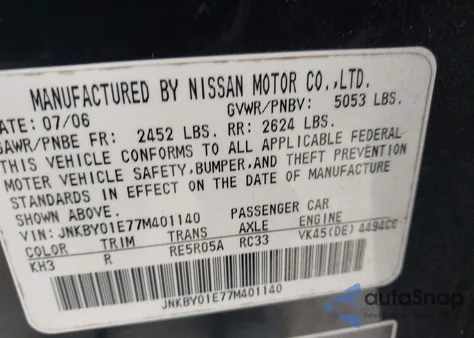 MANUFACTURED BY NISSAN MOTOR CO.,LTD.
ATE: 07/06 GVWR/PNBV: 5053 LBS.
GAWR/PNBE FR: 2452 LBS. RR: 2624 LBS.
THIS VEHICLE CONFORMS TO ALL APPLICABLE FEDERAL
MOTOR VEHICLE SAFETY, BUMPER, AND THEFT PREVENTION
STANDARDS IN EFFECT ON THE DATE OF MANUFACTURE
SHOWN ABOVE.
VIN: JNKBY01E77M401140 PASSENGER CAR
COLOR TRIM TRANS AXLE ENGINE
KH3 R RE5R05A RC33 VK45(DE) 4494CC
JNKBY01E77M401140
autoSnap